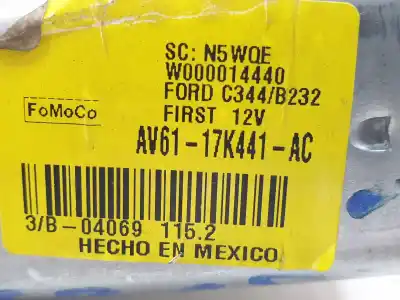 SC: N5WQE
W000014440
FORD C344/B232
FIRST 12V
FoMoCo
AV61-17K441-AC
3/B-04069 115.2
HECHO EN MEXICO